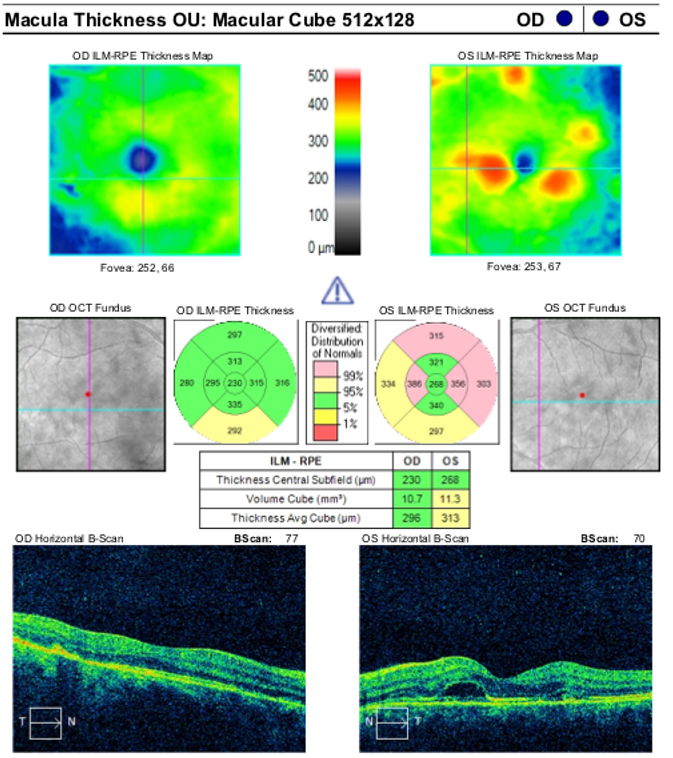 Macula Thickness OU: Macular Cube 512x128 OD OS
OD ILM-RPE Thickness Map
OS ILM-RPE Thickness Map
500
400
300
200
100
0 µm
Fovea: 252, 66
Fovea: 253, 67
OD OCT Fundus
OD ILM-RPE Thickness
OS ILM-RPE Thickness
OS OCT Fundus
297
313
280 295 230 315 316
335
292
Diversified:
Distribution
of Normals
99%
95%
5%
1%
315
321
334 386 268 356 303
340
297
ILM - RPE OD OS
Thickness Central Subfield (µm) 230 268
Volume Cube (mm³) 10.7 11.3
Thickness Avg Cube (µm) 296 313
OD Horizontal B-Scan BScan: 77
OS Horizontal B-Scan BScan: 70
T N
N T